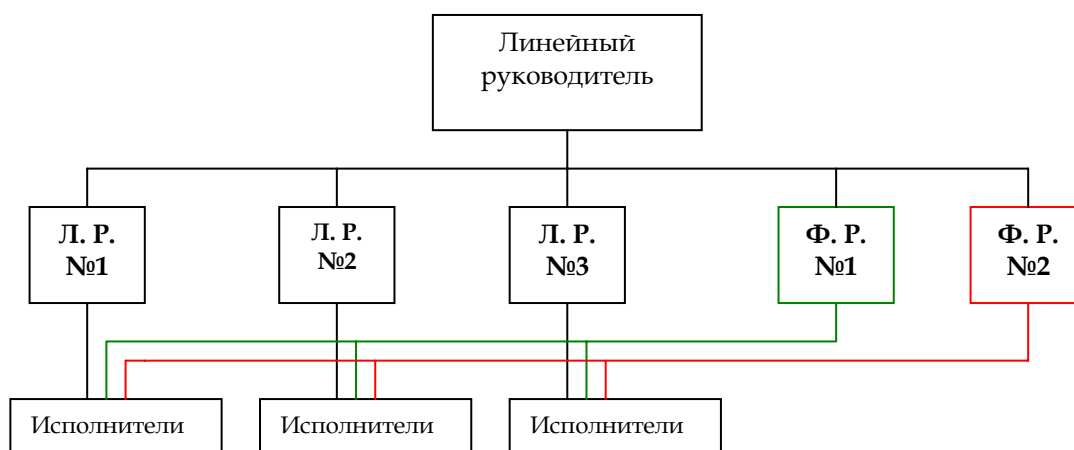 Линейный
руководитель
Л. Р.
№1
Л. Р.
№2
Л. Р.
№3
Ф. Р.
№1
Ф. Р.
№2
Исполнители
Исполнители
Исполнители